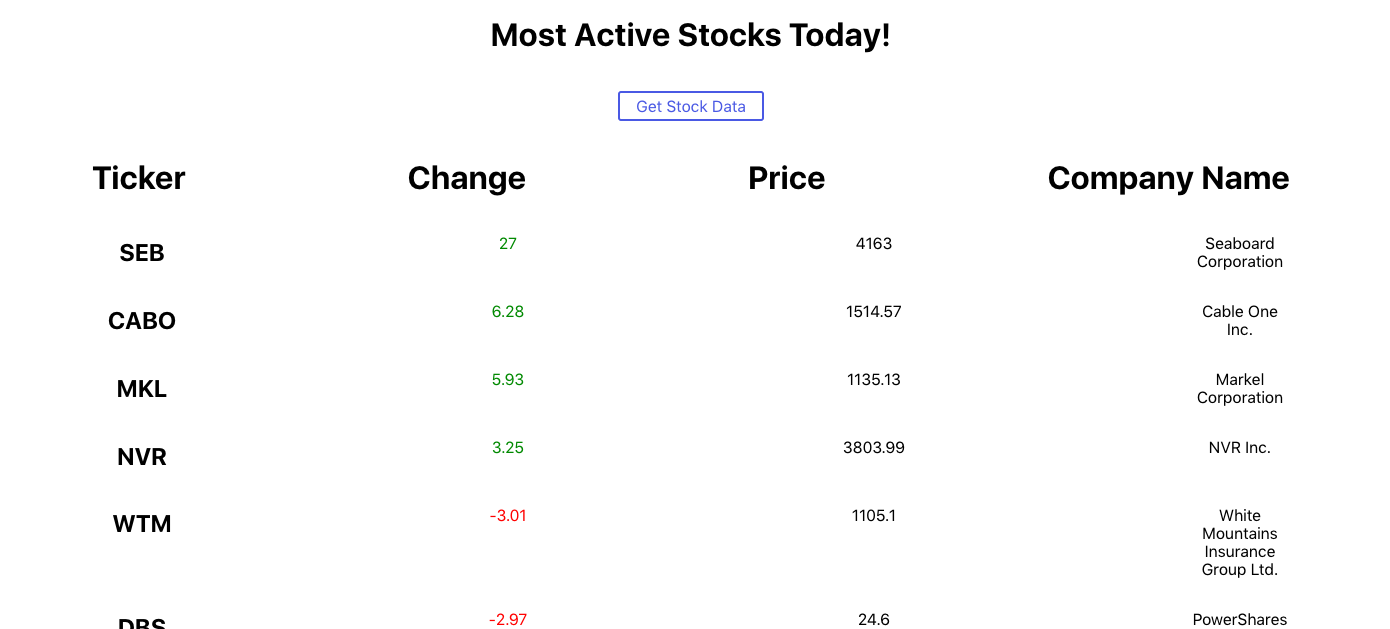 Most Active Stocks Today!
Get Stock Data
Ticker Change Price Company Name
SEB 27 4163 Seaboard
Corporation
CABO 6.28 1514.57 Cable One
Inc.
MKL 5.93 1135.13 Markel
Corporation
NVR 3.25 3803.99 NVR Inc.
WTM -3.01 1105.1 White
Mountains
Insurance
Group Ltd.
DBS -2.97 24.6 PowerShares